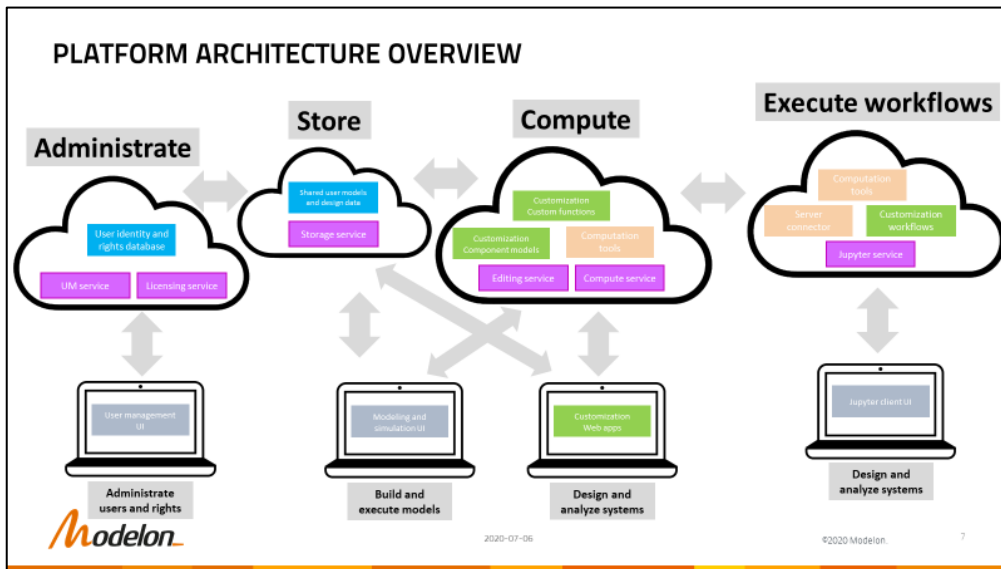 PLATFORM ARCHITECTURE OVERVIEW
Administrate
User identity and
rights database
UM service
Licensing service
Store
Shared user models
and design data
Storage service
Compute
Customization
Custom functions
Customization
Component models
Computation
tools
Editing service
Compute service
Execute workflows
Computation
tools
Server
connector
Customization
workflows
Jupyter service
User management
UI
Administrate
users and rights
Modeling and
simulation UI
Build and
execute models
Customization
Web apps
Design and
analyze systems
Jupyter client UI
Design and
analyze systems
Modelon
2020-07-06
©2020 Modelon.
7